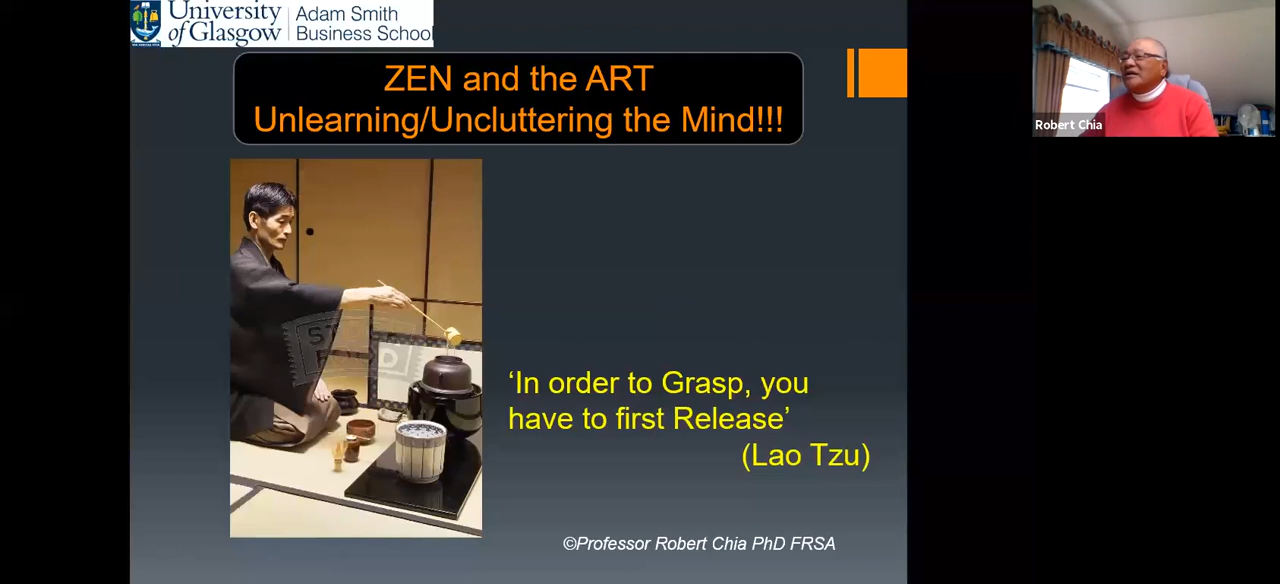 University
of Glasgow
Adam Smith
Business School
ZEN and the ART
Unlearning/Uncluttering the Mind!!!
Robert Chia
‘In order to Grasp, you
have to first Release’
(Lao Tzu)
©Professor Robert Chia PhD FRSA